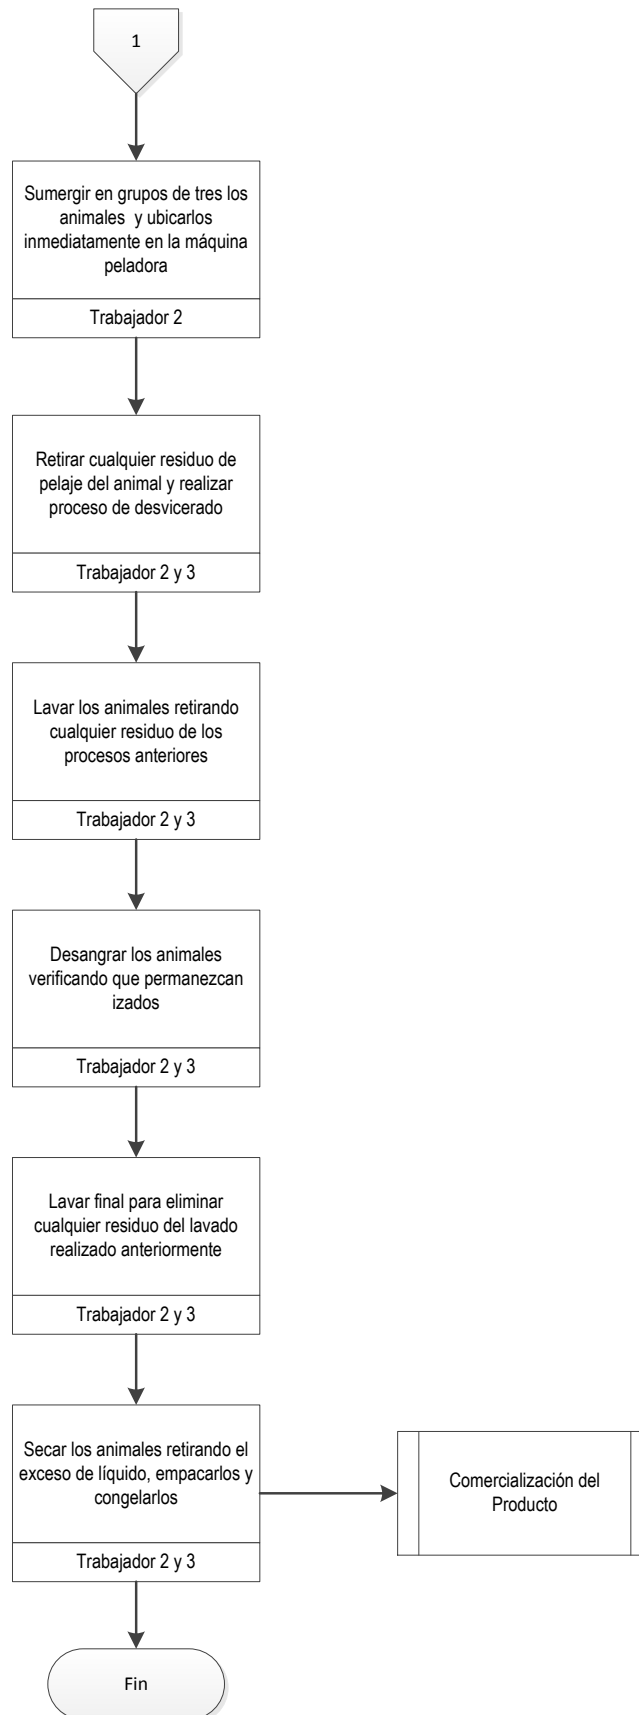 1
Sumergir en grupos de tres los
animales y ubicarlos
inmediatamente en la máquina
peladora
Trabajador 2
Retirar cualquier residuo de
pelaje del animal y realizar
proceso de desvicerado
Trabajador 2 y 3
Lavar los animales retirando
cualquier residuo de los
procesos anteriores
Trabajador 2 y 3
Desangrar los animales
verificando que permanezcan
izados
Trabajador 2 y 3
Lavar final para eliminar
cualquier residuo del lavado
realizado anteriormente
Trabajador 2 y 3
Secar los animales retirando el
exceso de líquido, empacarlos y
congelarlos
Trabajador 2 y 3
Comercialización del
Producto
Fin